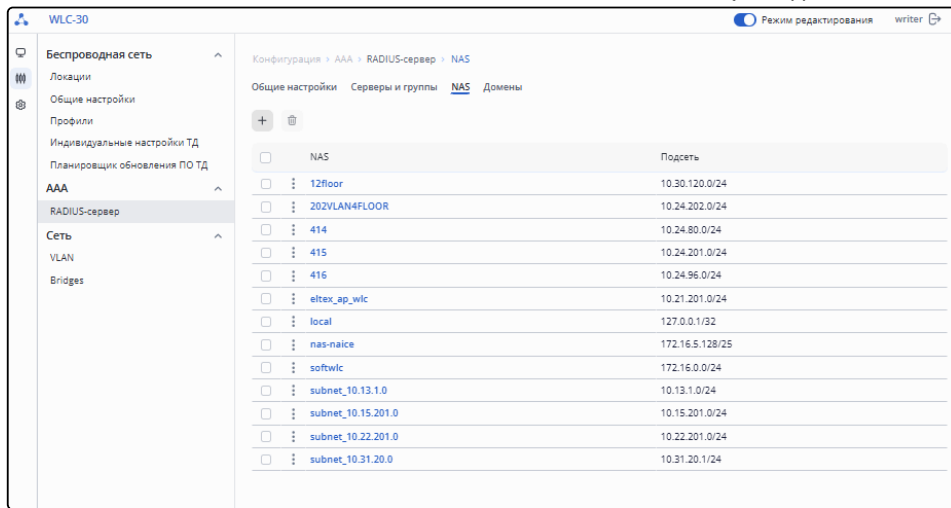 WLC-30
Режим редактирования
writer
Беспроводная сеть
Локации
Общие настройки
Профили
Индивидуальные настройки ТД
Планировщик обновления ПО ТД
AAA
RADIUS-сервер
Сеть
VLAN
Bridges
Конфигурация > AAA > RADIUS-сервер > NAS
Общие настройки Серверы и группы NAS Домены
NAS Подсеть
12floor 10.30.120.0/24
202VLAN4FLOOR 10.24.202.0/24
414 10.24.80.0/24
415 10.24.201.0/24
416 10.24.96.0/24
eltex_ap_wlc 10.21.201.0/24
local 127.0.0.1/32
nas-naice 172.16.5.128/25
softwlc 172.16.0.0/24
subnet_10.13.1.0 10.13.1.0/24
subnet_10.15.201.0 10.15.201.0/24
subnet_10.22.201.0 10.22.201.0/24
subnet_10.31.20.0 10.31.20.1/24